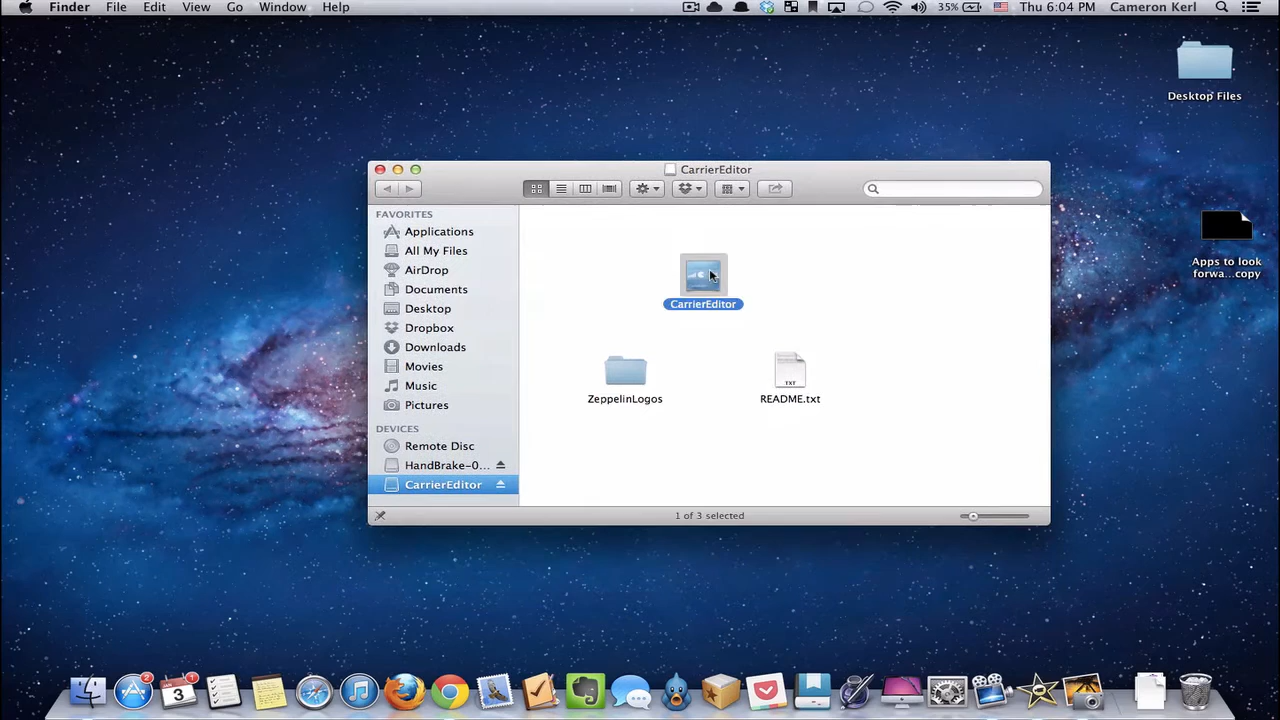 Finder File Edit View Go Window Help 35% Thu 6:04 PM Cameron Kerl
Desktop Files
CarrierEditor
FAVORITES
Applications
All My Files
AirDrop
Documents
Desktop
Dropbox
Downloads
Movies
Music
Pictures
DEVICES
Remote Disc
HandBrake-0...
CarrierEditor
CarrierEditor
ZeppelinLogos
TXT
README.txt
1 of 3 selected
Apps to look
forwa...copy
2
1
3